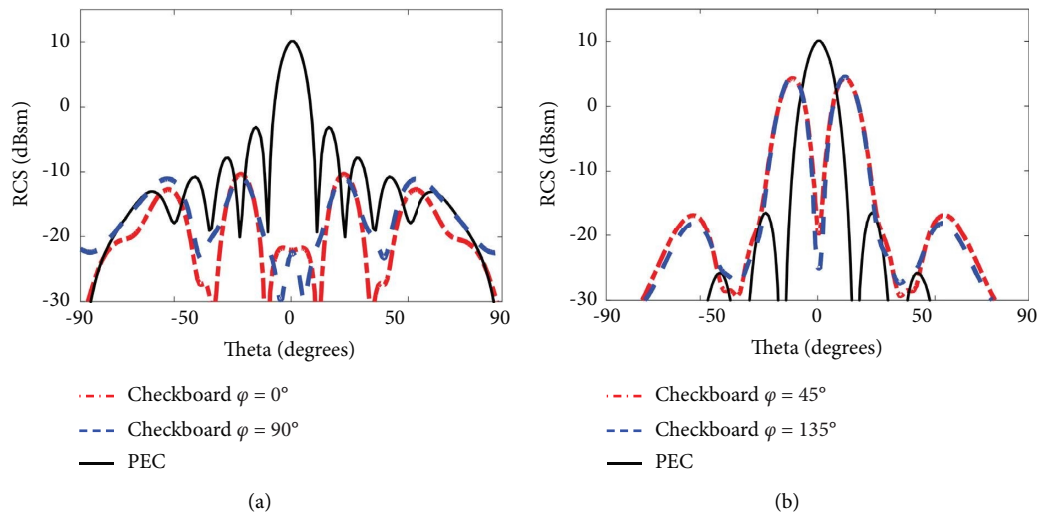 10
0
-10
-20
-30
RCS (dBsm)
-90
-50
0
50
90
Theta (degrees)
Checkboard φ = 0°
Checkboard φ = 90°
PEC
(a)
10
0
-10
-20
-30
RCS (dBsm)
-90
-50
0
50
90
Theta (degrees)
Checkboard φ = 45°
Checkboard φ = 135°
PEC
(b)